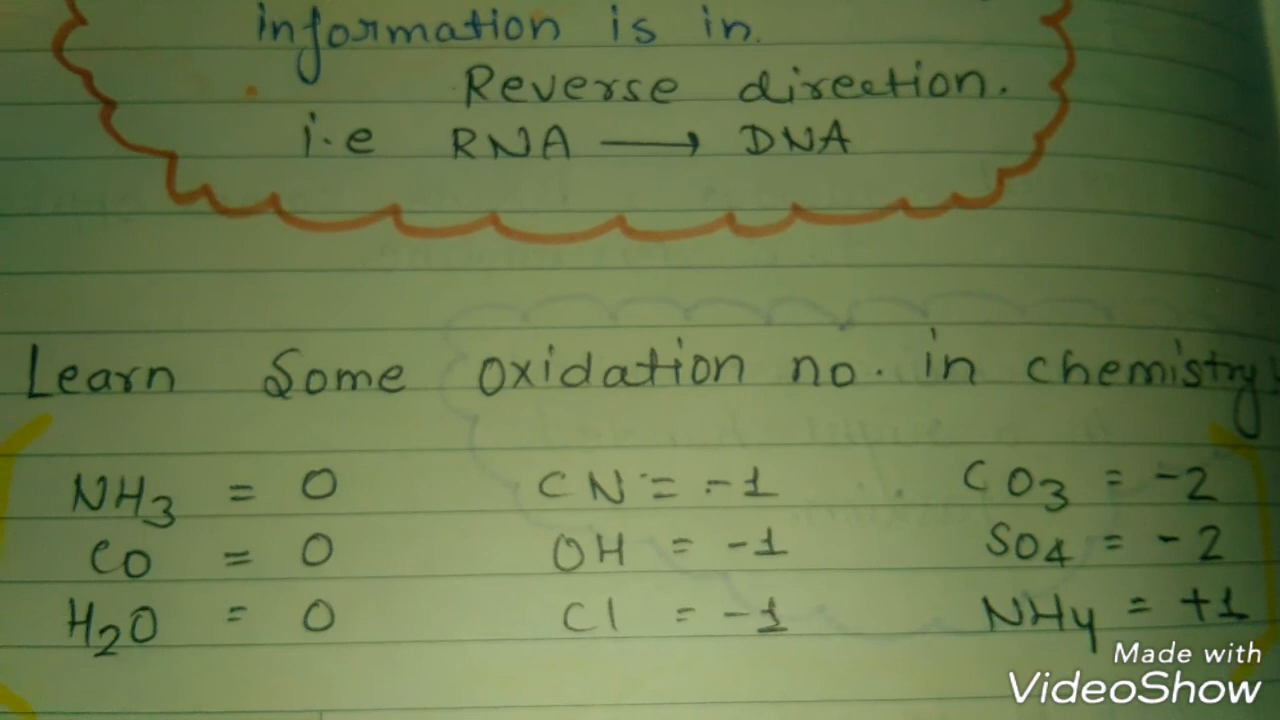 information is in.
Reverse direction.
i.e RNA → DNA
Learn Some oxidation no. in chemistry:
NH3 = 0 CN = -1 CO3 = -2
CO = 0 OH = -1 SO4 = -2
H2O = 0 Cl = -1 NH4 = +1
Made with
VideoShow